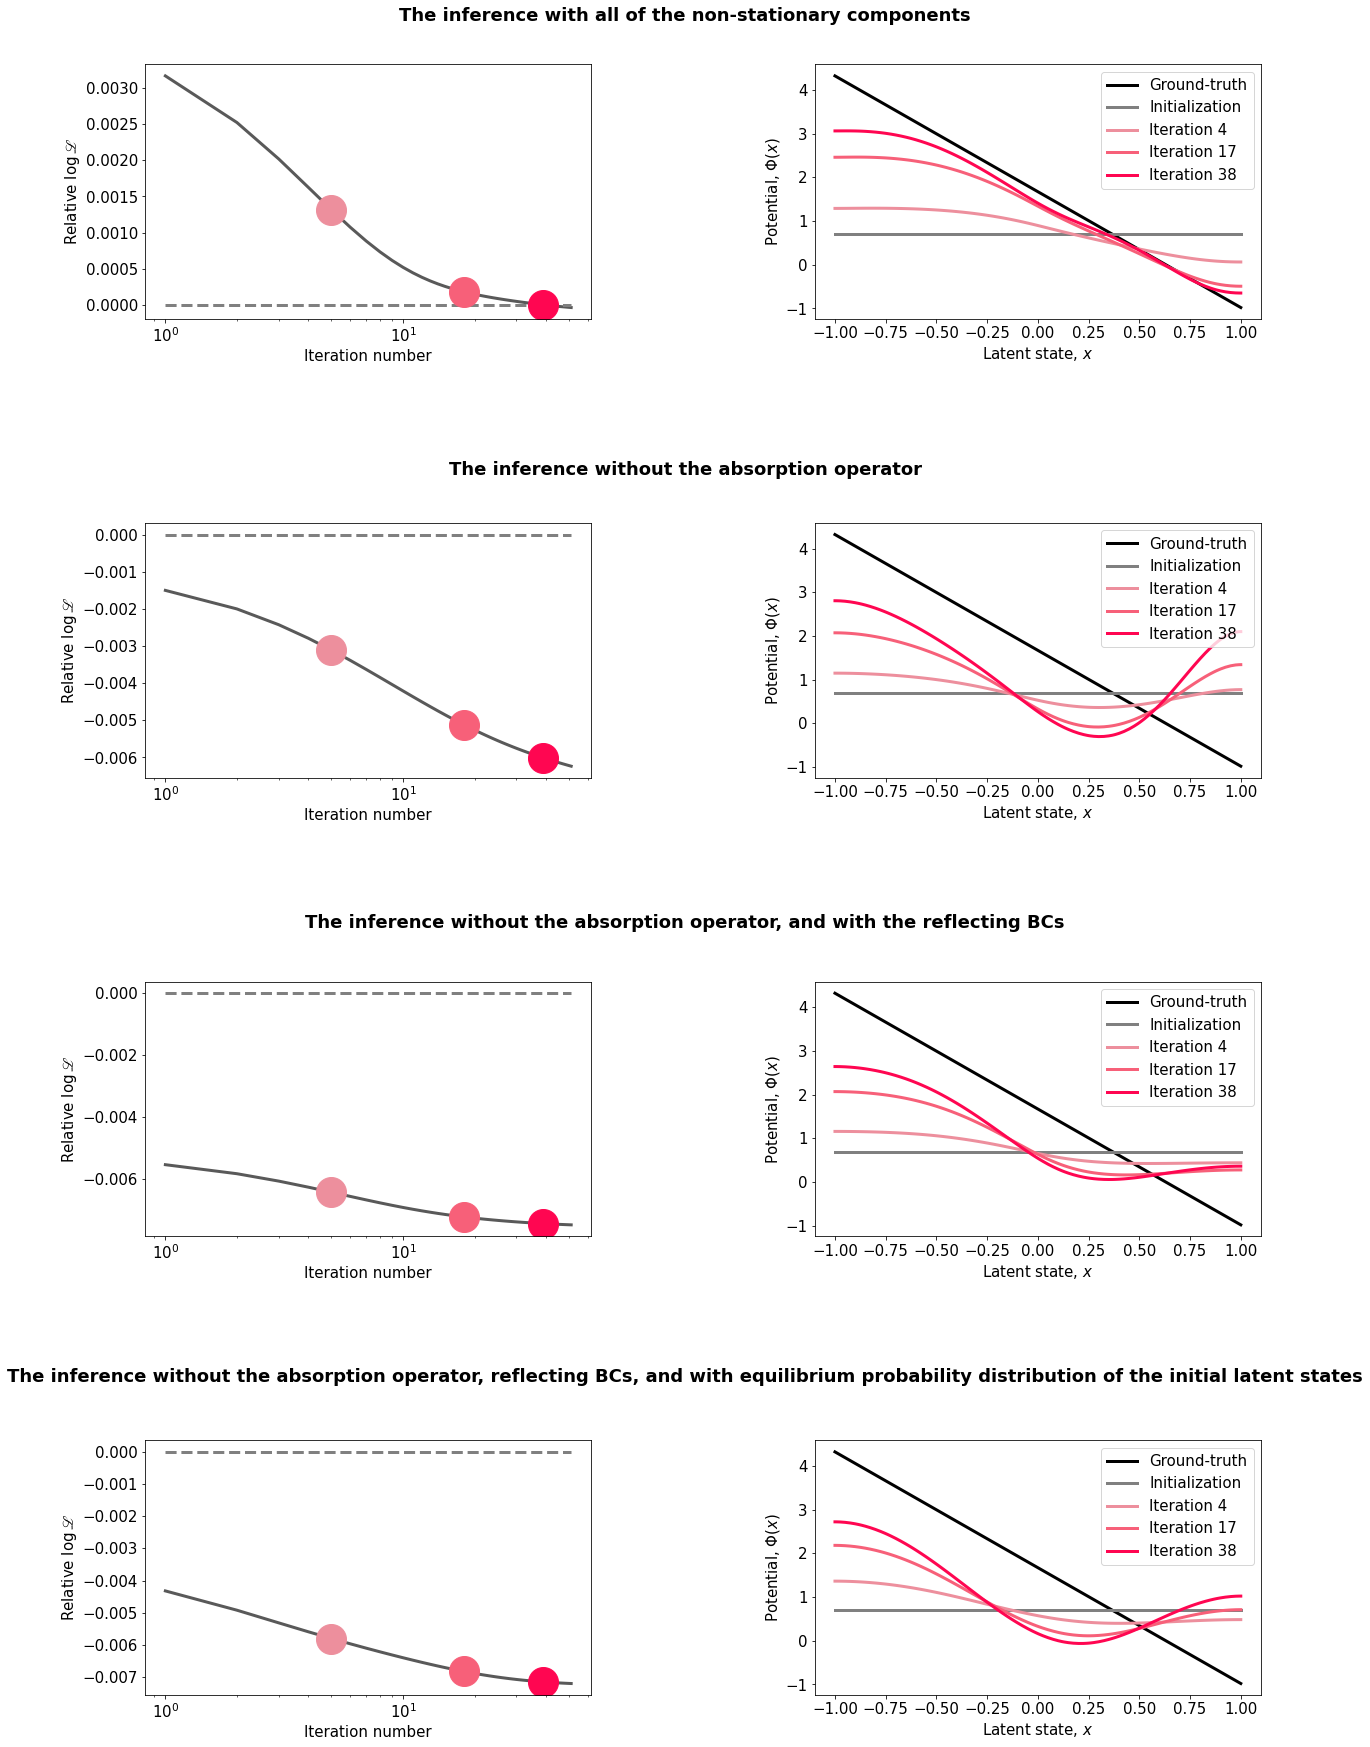 The inference with all of the non-stationary components
Relative log ℒ
0.0030
0.0025
0.0020
0.0015
0.0010
0.0005
0.0000
10⁰
10¹
Iteration number
Potential, Φ(x)
4
3
2
1
0
−1
Ground-truth
Initialization
Iteration 4
Iteration 17
Iteration 38
−1.00 −0.75 −0.50 −0.25 0.00 0.25 0.50 0.75 1.00
Latent state, x
The inference without the absorption operator
Relative log ℒ
0.000
−0.001
−0.002
−0.003
−0.004
−0.005
−0.006
10⁰
10¹
Iteration number
Potential, Φ(x)
4
3
2
1
0
−1
Ground-truth
Initialization
Iteration 4
Iteration 17
Iteration 38
−1.00 −0.75 −0.50 −0.25 0.00 0.25 0.50 0.75 1.00
Latent state, x
The inference without the absorption operator, and with the reflecting BCs
Relative log ℒ
0.000
−0.002
−0.004
−0.006
10⁰
10¹
Iteration number
Potential, Φ(x)
4
3
2
1
0
−1
Ground-truth
Initialization
Iteration 4
Iteration 17
Iteration 38
−1.00 −0.75 −0.50 −0.25 0.00 0.25 0.50 0.75 1.00
Latent state, x
The inference without the absorption operator, reflecting BCs, and with equilibrium probability distribution of the initial latent states
Relative log ℒ
0.000
−0.001
−0.002
−0.003
−0.004
−0.005
−0.006
−0.007
10⁰
10¹
Iteration number
Potential, Φ(x)
4
3
2
1
0
−1
Ground-truth
Initialization
Iteration 4
Iteration 17
Iteration 38
−1.00 −0.75 −0.50 −0.25 0.00 0.25 0.50 0.75 1.00
Latent state, x